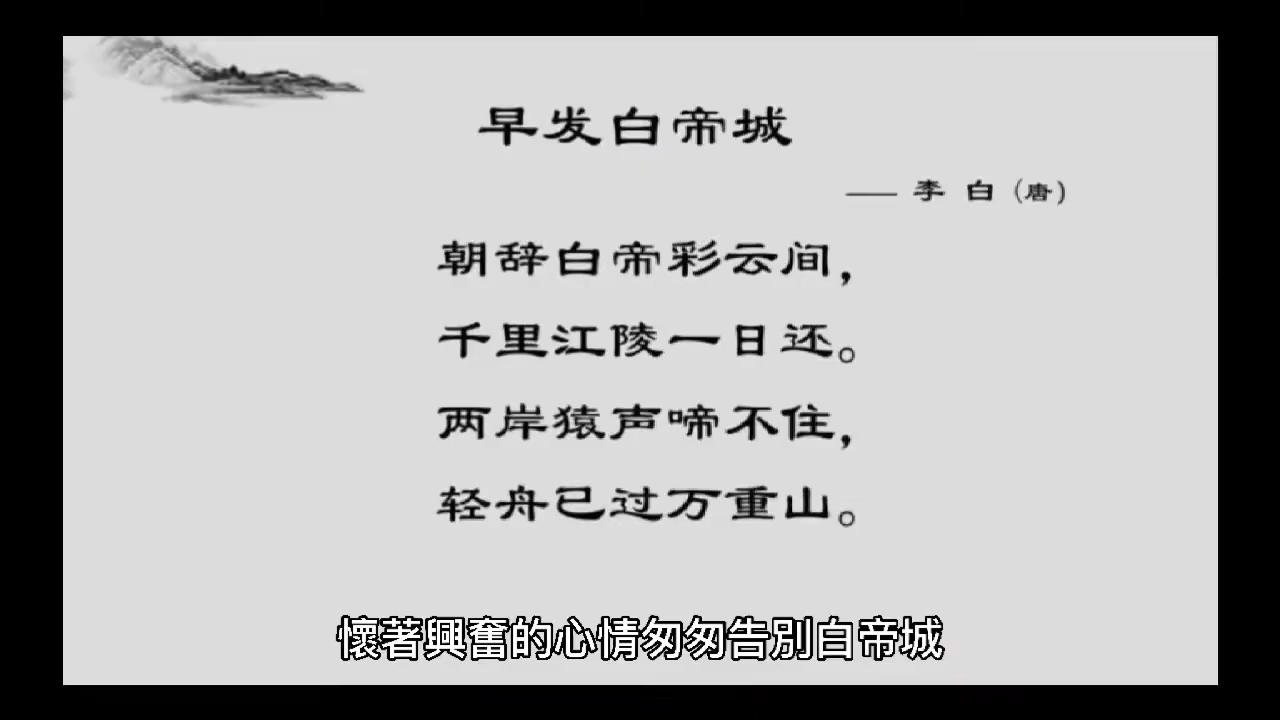 早发白帝城
—— 李白（唐）
朝辞白帝彩云间，
千里江陵一日还。
两岸猿声啼不住，
轻舟已过万重山。
懷著興奮的心情匆匆告別白帝城